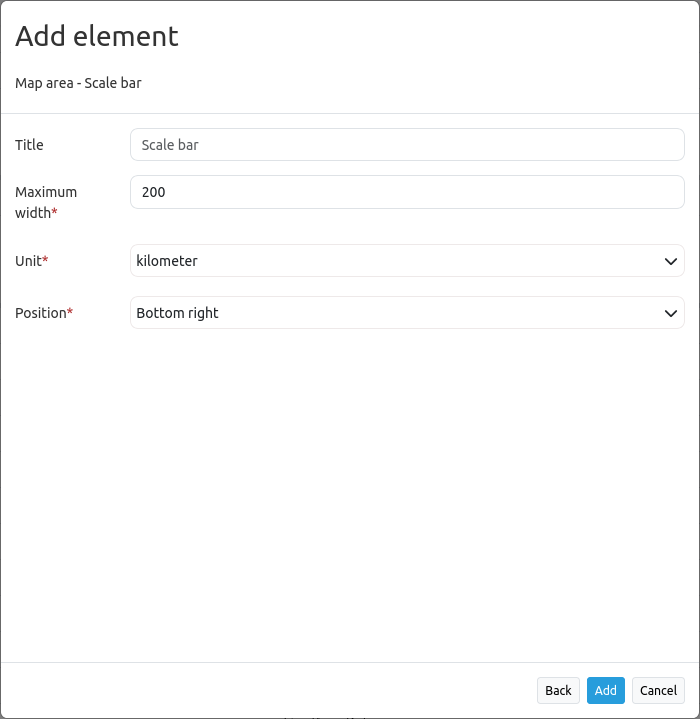 Add element
Map area - Scale bar
Title
Scale bar
Maximum
width*
200
Unit*
kilometer
Position*
Bottom right
Back
Add
Cancel